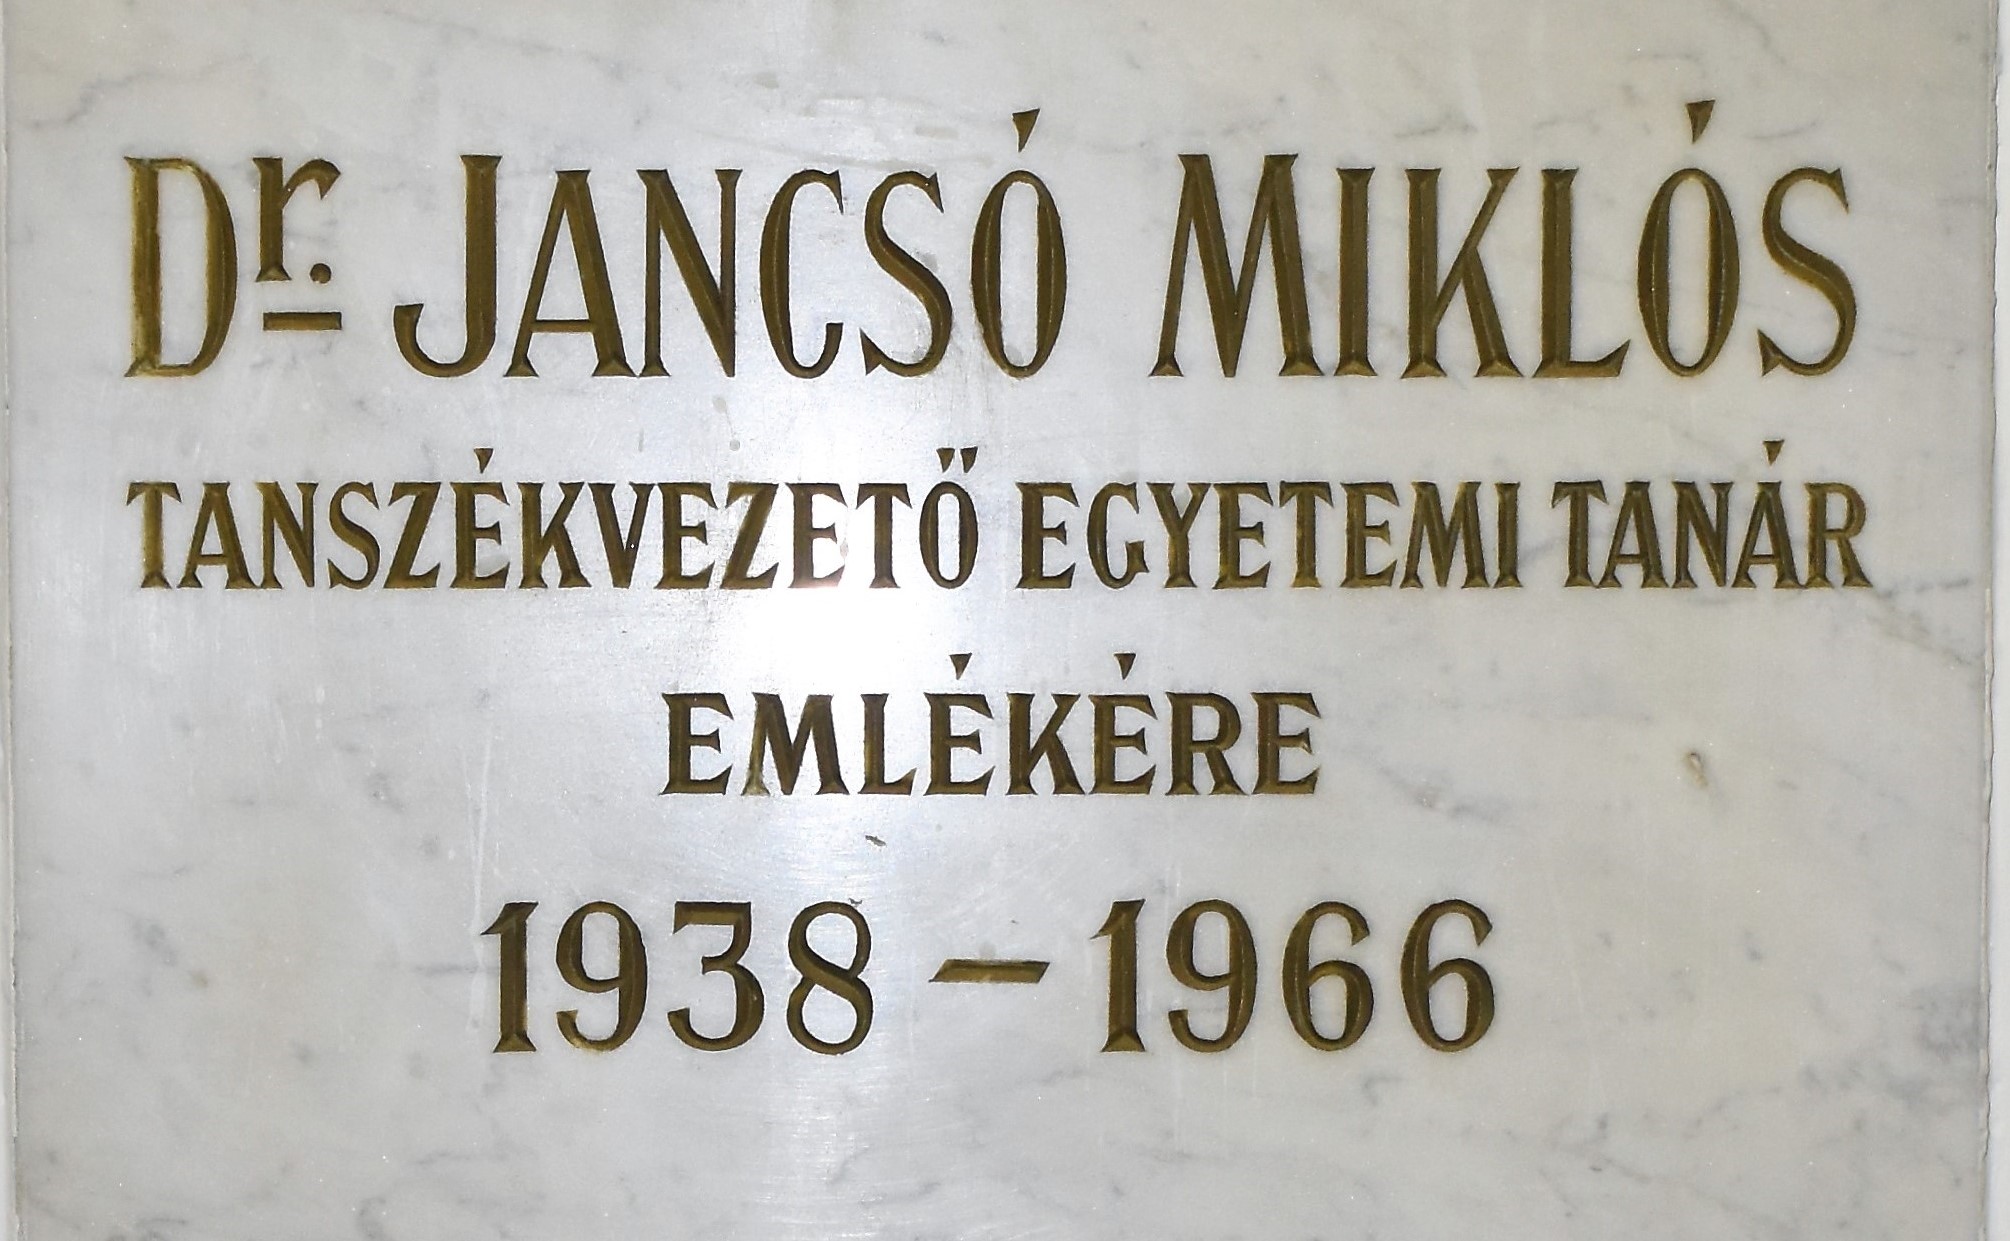 Dr. JANCSÓ MIKLÓS
TANSZÉKVEZETŐ EGYETEMI TANÁR
EMLÉKÉRE
1938 – 1966